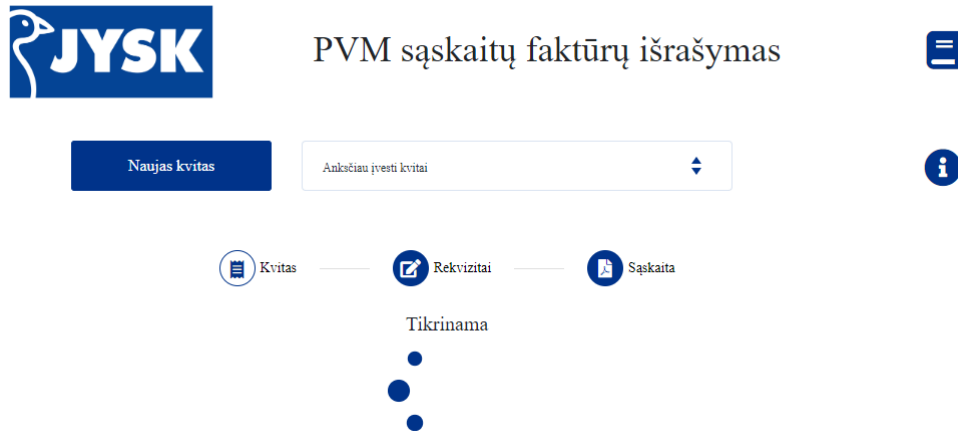 JYSK
PVM sąskaitų faktūrų išrašymas
Naujas kvitas
Anksčiau įvesti kvitai
Kvitas
Rekvizitai
Sąskaita
Tikrinama